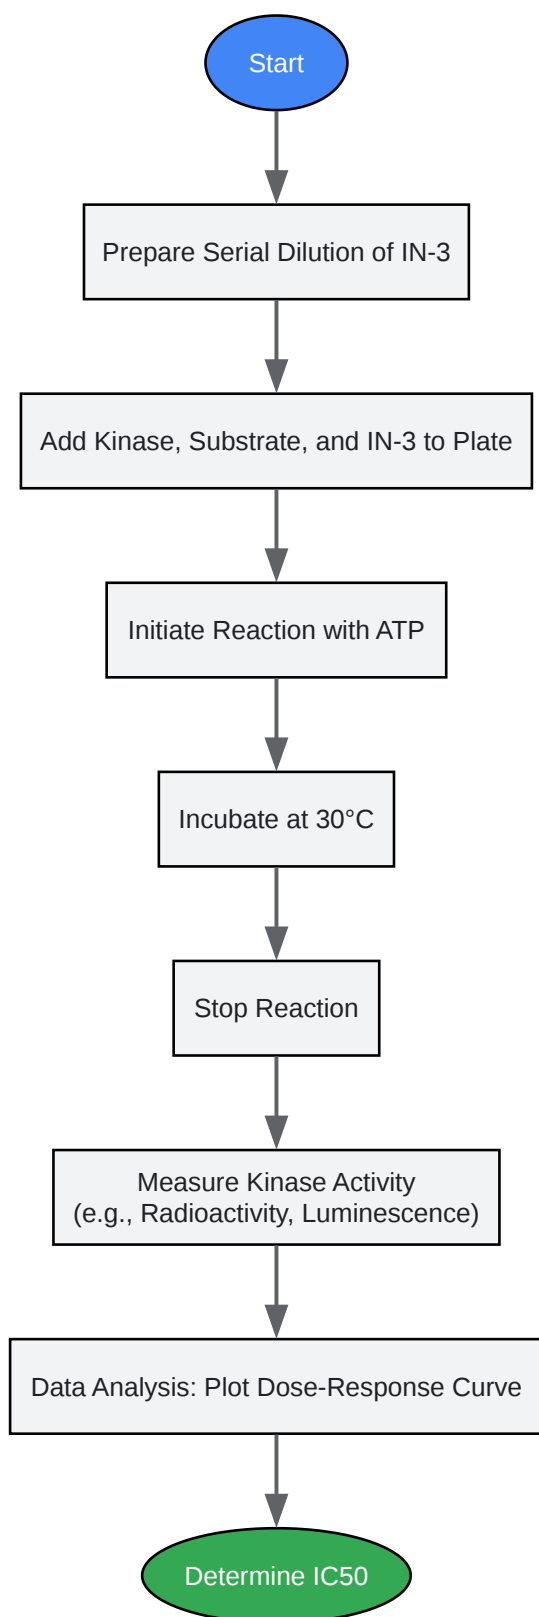 Start
Prepare Serial Dilution of IN-3
Add Kinase, Substrate, and IN-3 to Plate
Initiate Reaction with ATP
Incubate at 30°C
Stop Reaction
Measure Kinase Activity
(e.g., Radioactivity, Luminescence)
Data Analysis: Plot Dose-Response Curve
Determine IC50